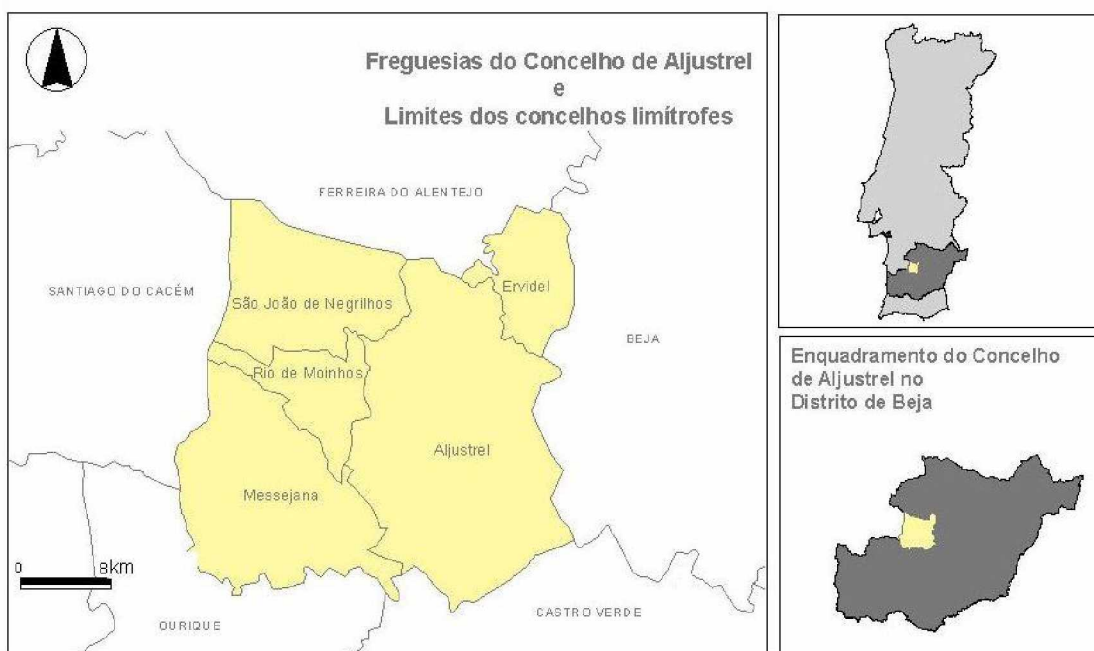 Freguesias do Concelho de Aljustrel
e
Limites dos concelhos limítrofes
FERREIRA DO ALENTEJO
SANTIAGO DO CACÉM
São João de Negrilhos
Ervidel
BEJA
Rio de Moinhos
Aljustrel
Messejana
0 8km
OURIQUE
CASTRO VERDE
Enquadramento do Concelho
de Aljustrel no
Distrito de Beja